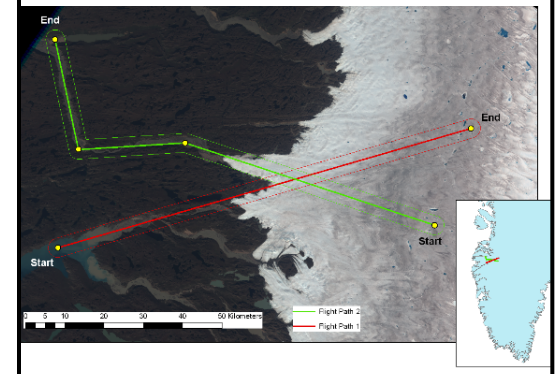 End
End
Start
Start
0 5 10 20 30 40 50 Kilometers
Flight Path 2
Flight Path 1